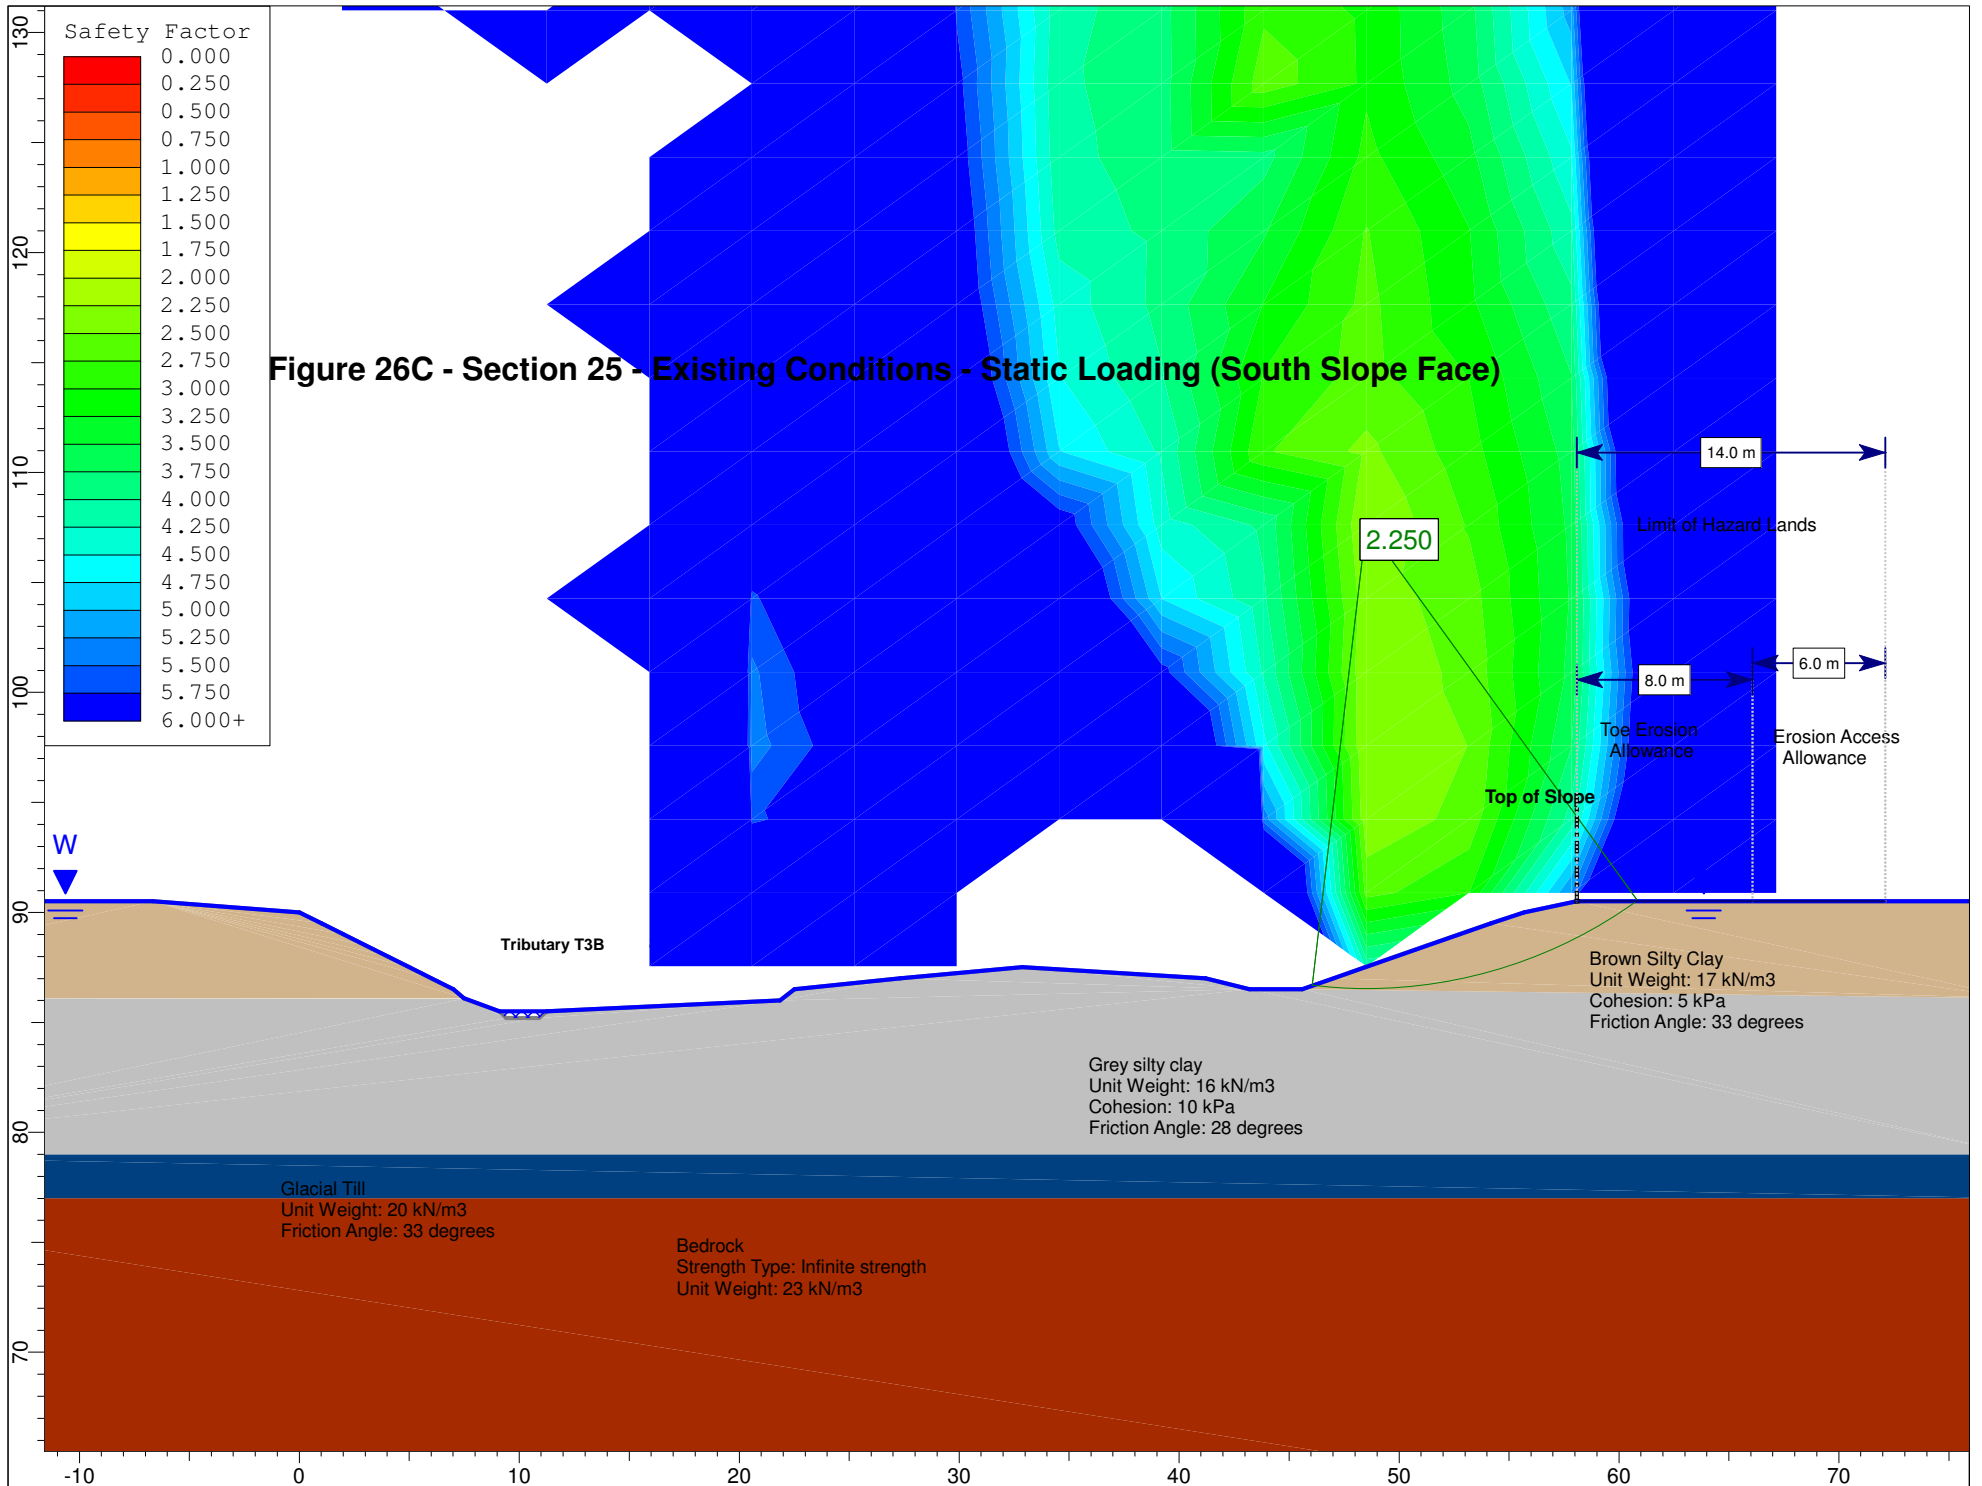 Safety Factor
0.000
0.250
0.500
0.750
1.000
1.250
1.500
1.750
2.000
2.250
2.500
2.750
3.000
3.250
3.500
3.750
4.000
4.250
4.500
4.750
5.000
5.250
5.500
5.750
6.000+
130
120
110
100
90
80
70
Figure 26C - Section 25 - Existing Conditions - Static Loading (South Slope Face)
14.0 m
Limit of Hazard Lands
2.250
6.0 m
8.0 m
Toe Erosion
Allowance
Erosion Access
Allowance
Top of Slope
W
Tributary T3B
Brown Silty Clay
Unit Weight: 17 kN/m3
Cohesion: 5 kPa
Friction Angle: 33 degrees
Grey silty clay
Unit Weight: 16 kN/m3
Cohesion: 10 kPa
Friction Angle: 28 degrees
Glacial Till
Unit Weight: 20 kN/m3
Friction Angle: 33 degrees
Bedrock
Strength Type: Infinite strength
Unit Weight: 23 kN/m3
-10 0 10 20 30 40 50 60 70